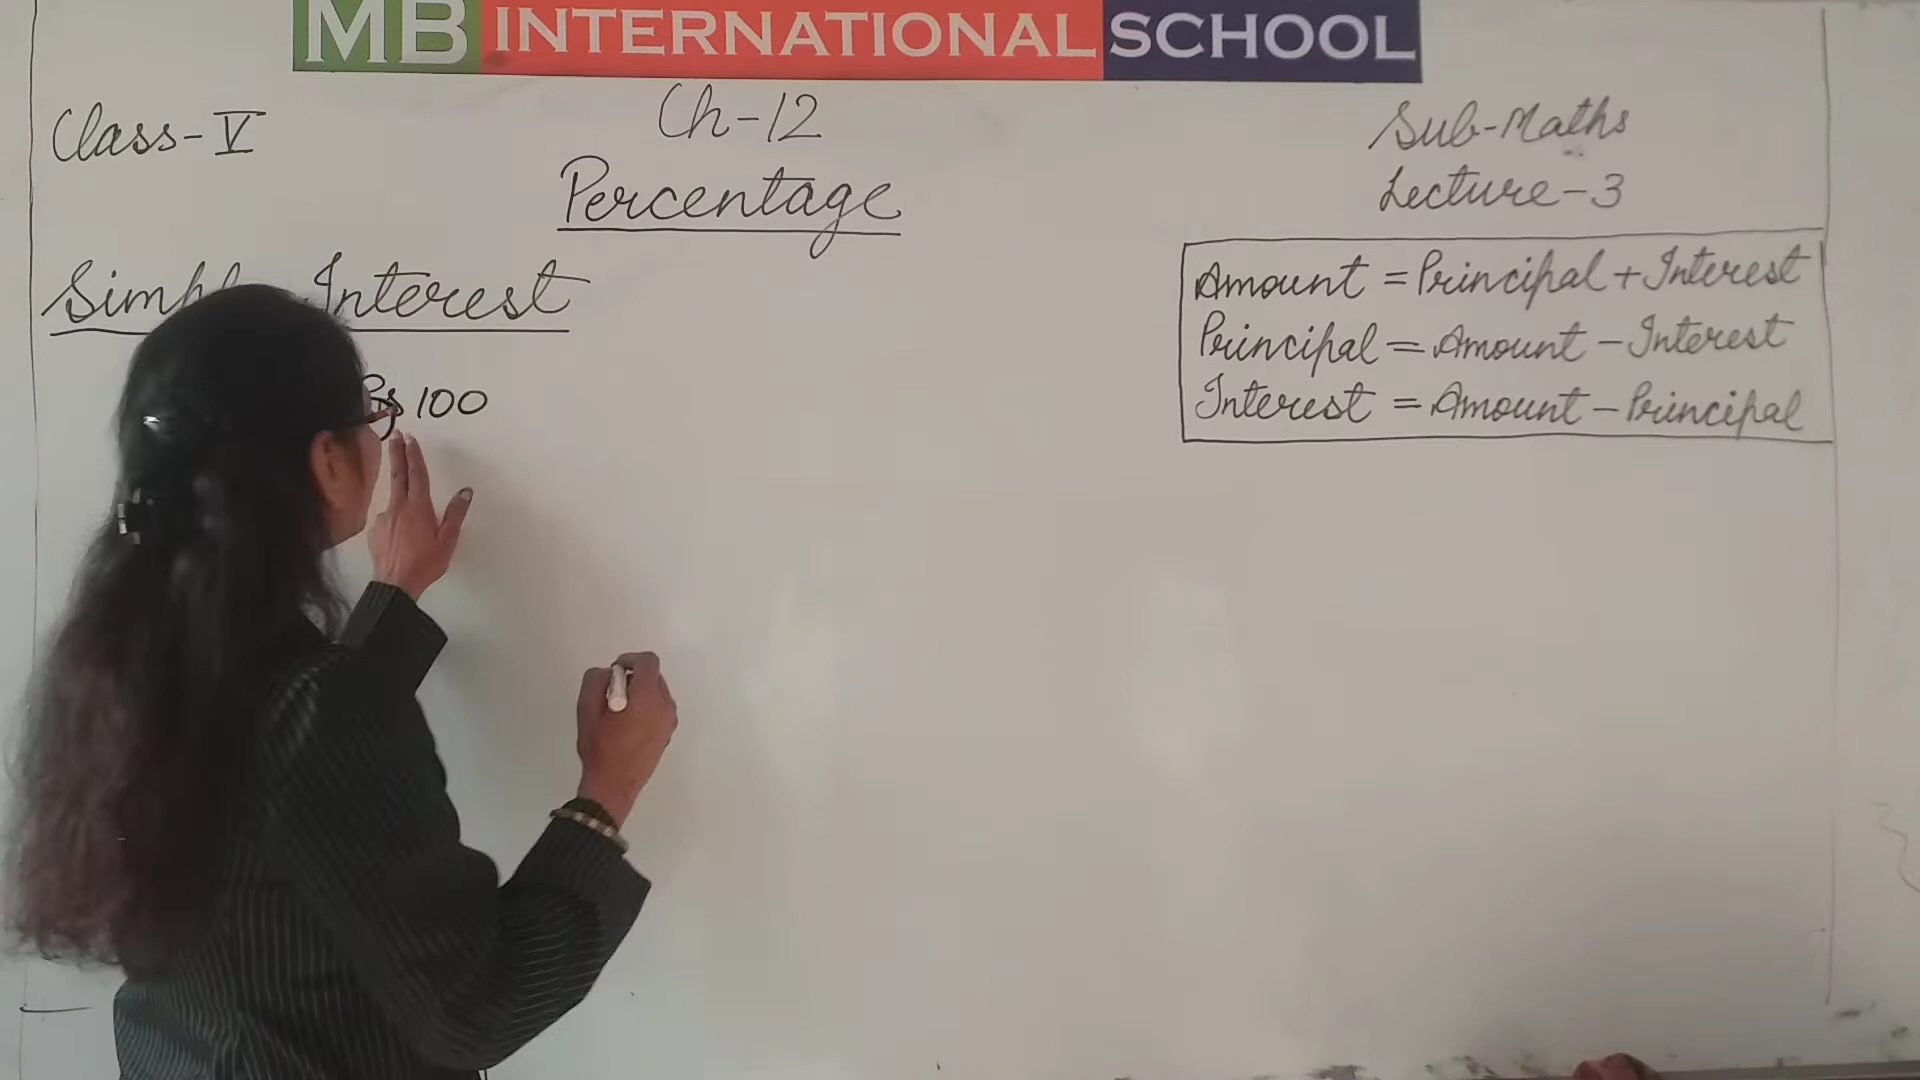 MB INTERNATIONAL SCHOOL
Class-V
Ch-12
Percentage
Sub-Maths
Lecture-3
Interest
Rs 100
Amount = Principal + Interest
Principal = Amount - Interest
Interest = Amount - Principal